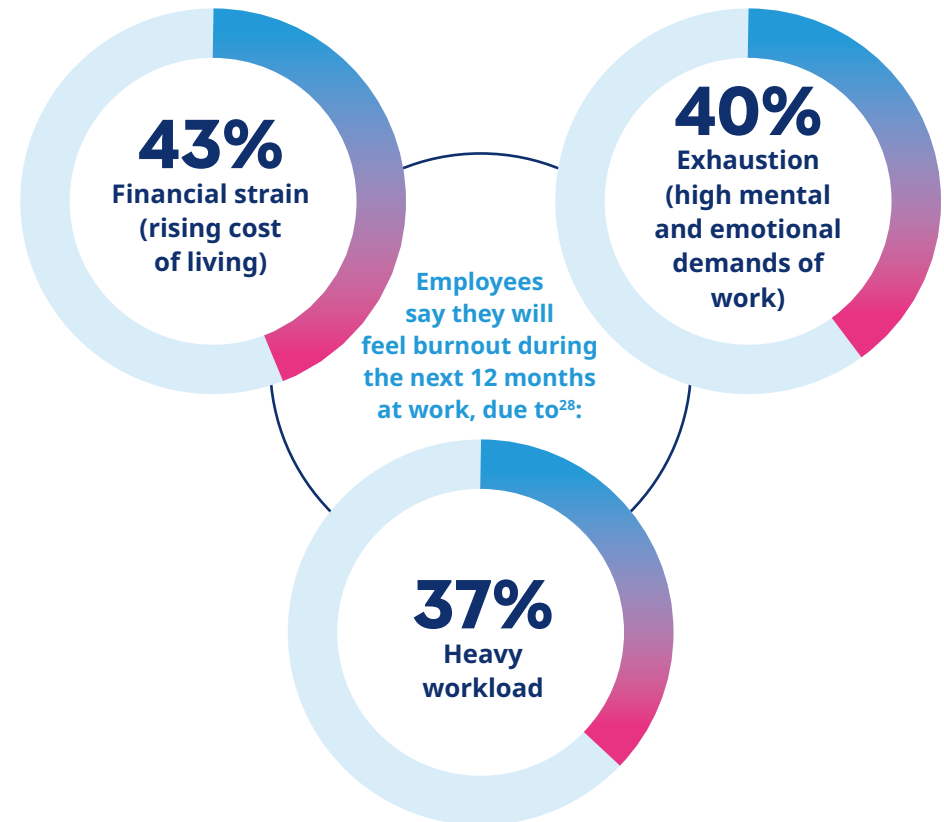 43%
Financial strain
(rising cost
of living)
40%
Exhaustion
(high mental
and emotional
demands of
work)
Employees
say they will
feel burnout during
the next 12 months
at work, due to²⁸:
37%
Heavy
workload